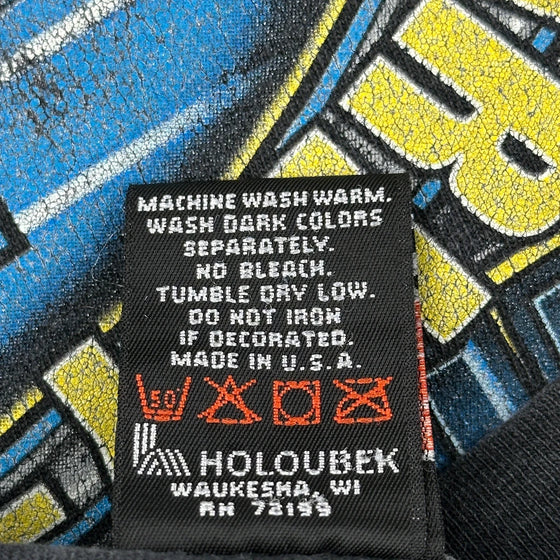 MACHINE WASH WARM.
WASH DARK COLORS
SEPARATELY.
NO BLEACH.
TUMBLE DRY LOW.
DO NOT IRON
IF DECORATED.
MADE IN U.S.A.
50
HOLOUBEK
WAUKESHA, WI
RN 73199